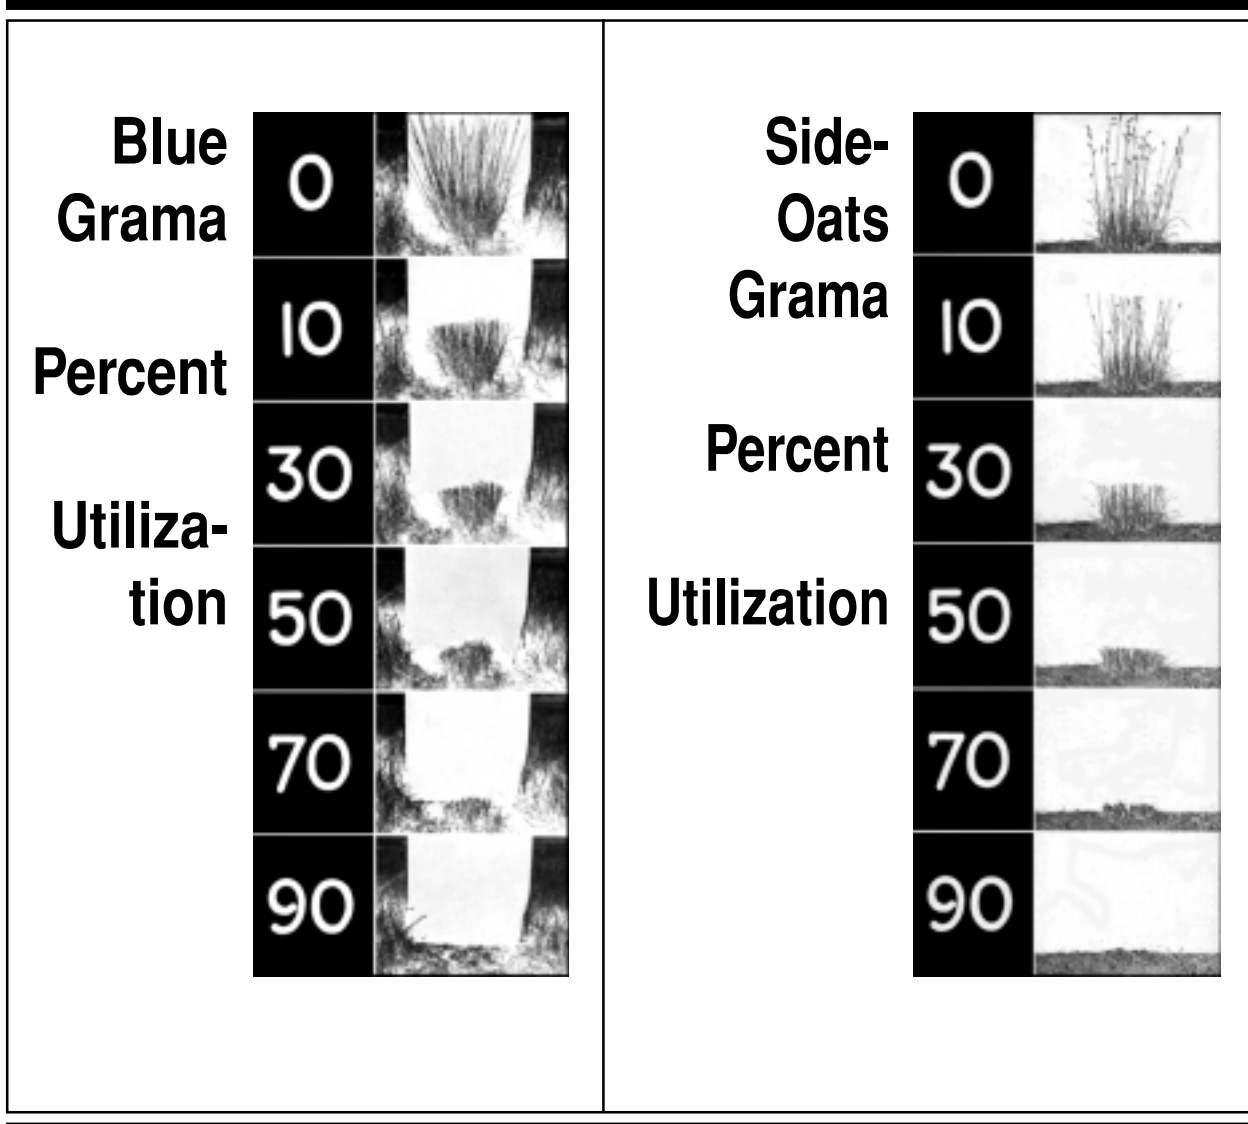 Blue
Grama
Percent
Utiliza-
tion
0
10
30
50
70
90
Side-
Oats
Grama
Percent
Utilization
0
10
30
50
70
90